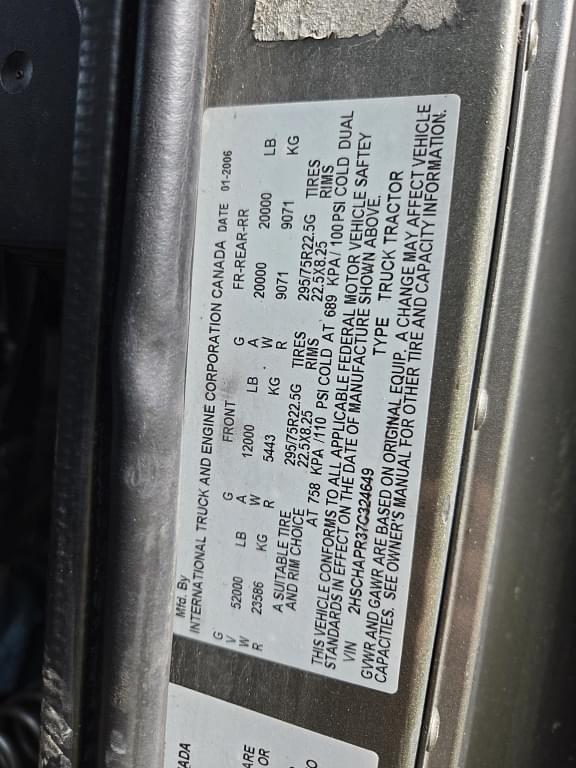 Mfd. By
INTERNATIONAL TRUCK AND ENGINE CORPORATION CANADA DATE 01-2006
G G FRONT G FR-REAR-RR
V 52000 LB A 12000 LB A 20000 20000 LB
W 23586 KG W 5443 KG W 9071 9071 KG
R R R
A SUITABLE TIRE 295/75R22.5G TIRES 295/75R22.5G TIRES
AND RIM CHOICE 22.5X8.25 RIMS 22.5X8.25 RIMS
AT 758 KPA /110 PSI COLD AT 689 KPA/ 100 PSI COLD DUAL
THIS VEHICLE CONFORMS TO ALL APPLICABLE FEDERAL MOTOR VEHICLE SAFTEY
STANDARDS IN EFFECT ON THE DATE OF MANUFACTURE SHOWN ABOVE.
VIN 2HSCHAPR37C324649 TYPE TRUCK TRACTOR
GVWR AND GAWR ARE BASED ON ORIGINAL EQUIP. A CHANGE MAY AFFECT VEHICLE
CAPACITIES. SEE OWNER'S MANUAL FOR OTHER TIRE AND CAPACITY INFORMATION.
ADA
ARE
OR